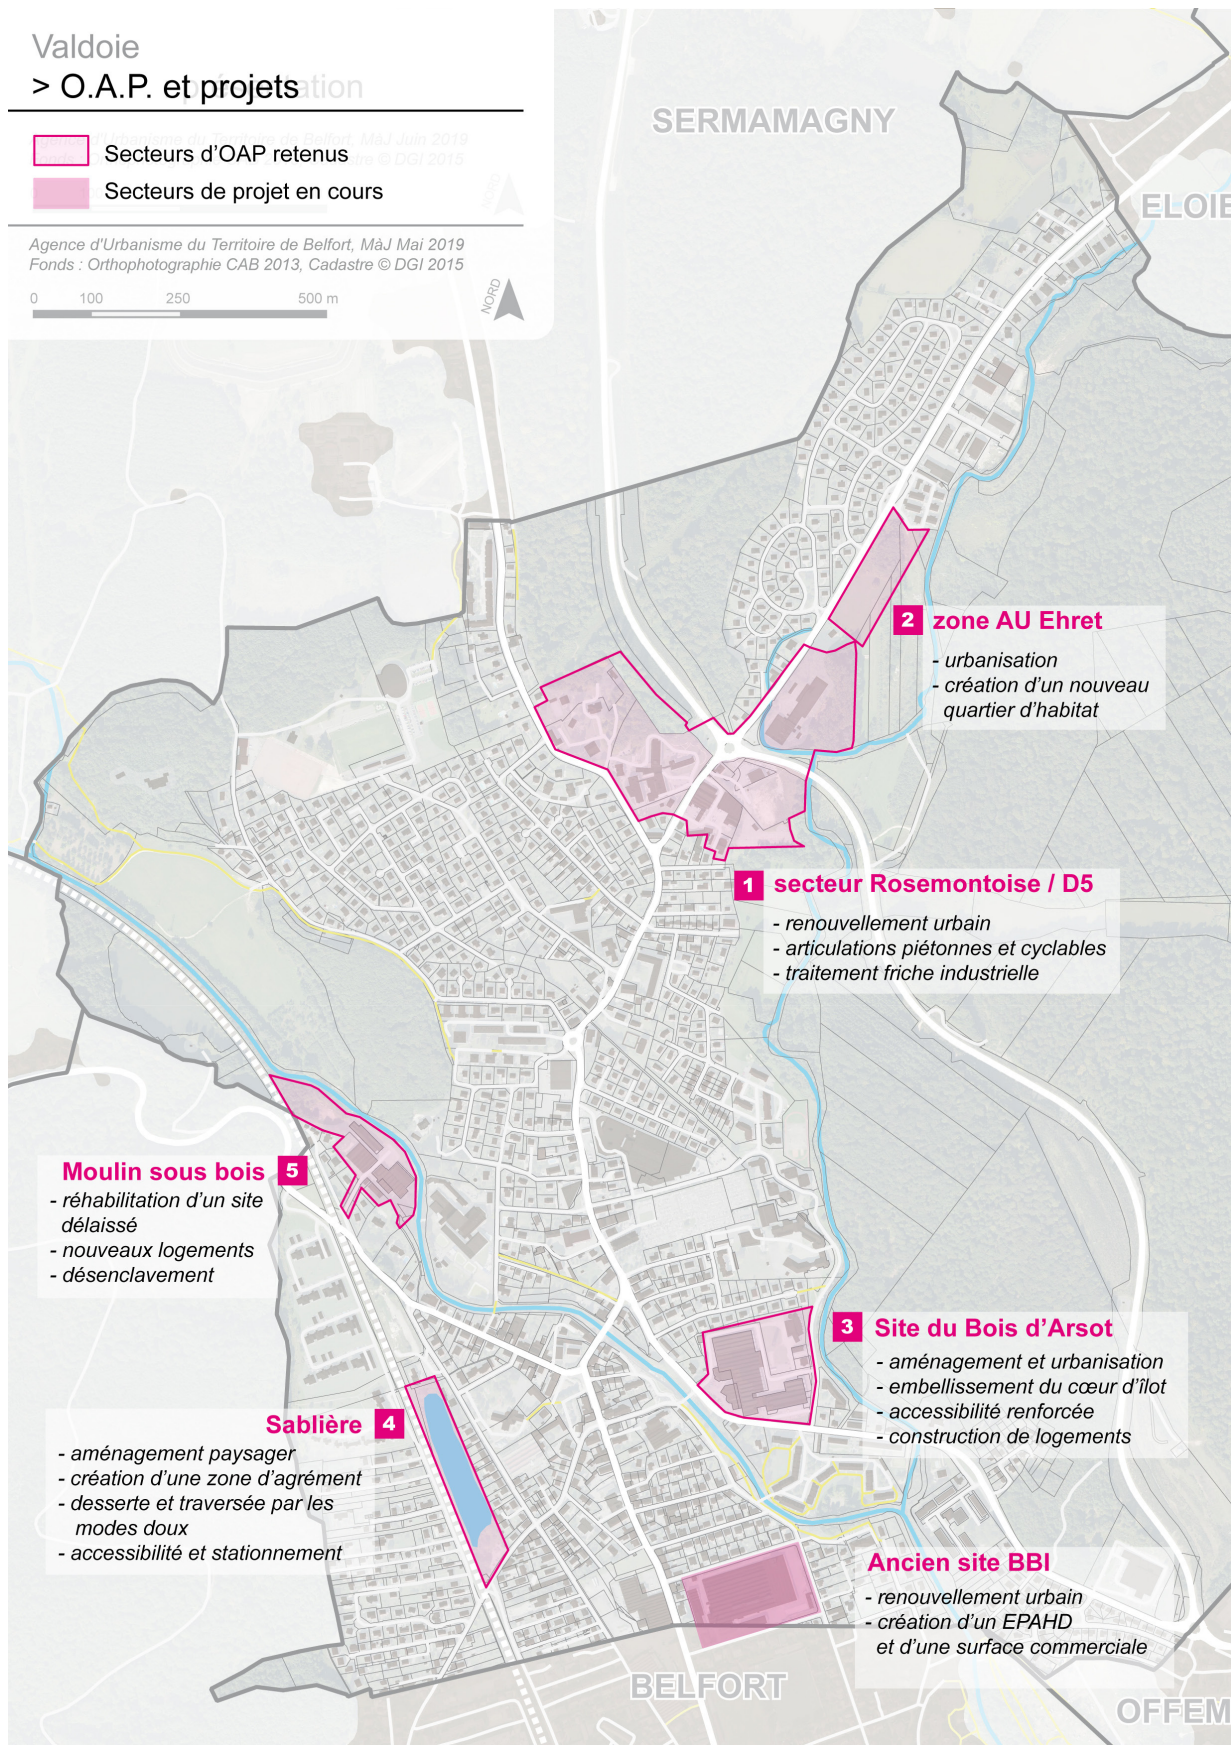 Valdoie
> O.A.P. et projets
Secteurs d'OAP retenus
Secteurs de projet en cours
Agence d'Urbanisme du Territoire de Belfort, MàJ Mai 2019
Fonds : Orthophotographie CAB 2013, Cadastre © DGI 2015
0 100 250 500 m
NORD
SERMAMAGNY
ELOIE
2 zone AU Ehret
- urbanisation
- création d'un nouveau
quartier d'habitat
1 secteur Rosemontoise / D5
- renouvellement urbain
- articulations piétonnes et cyclables
- traitement friche industrielle
Moulin sous bois 5
- réhabilitation d'un site
délaissé
- nouveaux logements
- désenclavement
3 Site du Bois d'Arsot
- aménagement et urbanisation
- embellissement du cœur d'îlot
- accessibilité renforcée
- construction de logements
Sablière 4
- aménagement paysager
- création d'une zone d'agrément
- desserte et traversée par les
modes doux
- accessibilité et stationnement
Ancien site BBI
- renouvellement urbain
- création d'un EPAHD
et d'une surface commerciale
BELFORT
OFFEM